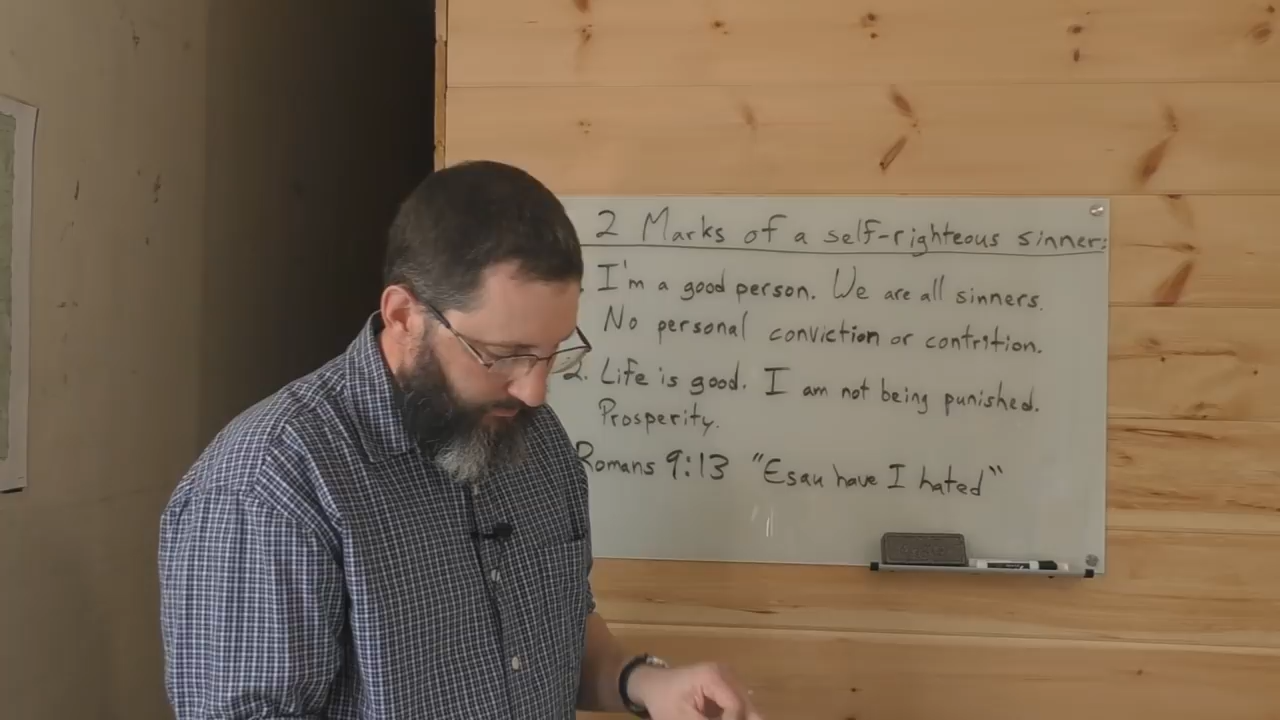 2 Marks of a self-righteous sinner:
I'm a good person. We are all sinners.
No personal conviction or contrition.
2. Life is good. I am not being punished.
Prosperity.
Romans 9:13 "Esau have I hated"